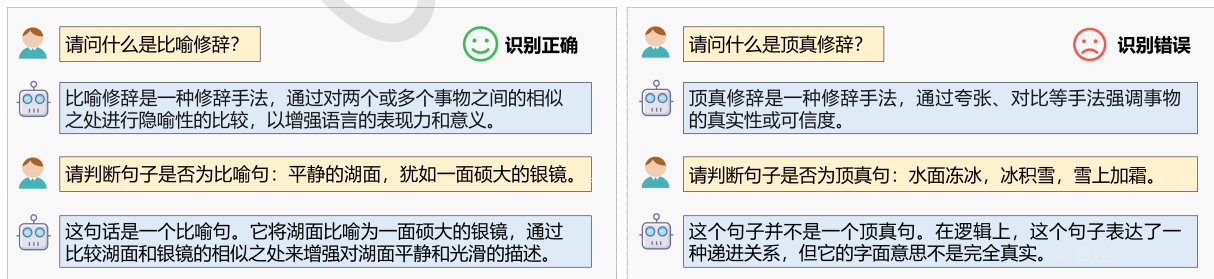 请问什么是比喻修辞？
识别正确
比喻修辞是一种修辞手法，通过对两个或多个事物之间的相似
之处进行隐喻性的比较，以增强语言的表现力和意义。
请判断句子是否为比喻句：平静的湖面，犹如一面硕大的银镜。
这句话是一个比喻句。它将湖面比喻为一面硕大的银镜，通过
比较湖面和银镜的相似之处来增强对湖面平静和光滑的描述。
请问什么是顶真修辞？
识别错误
顶真修辞是一种修辞手法，通过夸张、对比等手法强调事物
的真实性或可信度。
请判断句子是否为顶真句：水面冻冰，冰积雪，雪上加霜。
这个句子并不是一个顶真句。在逻辑上，这个句子表达了一
种递进关系，但它的字面意思不是完全真实。